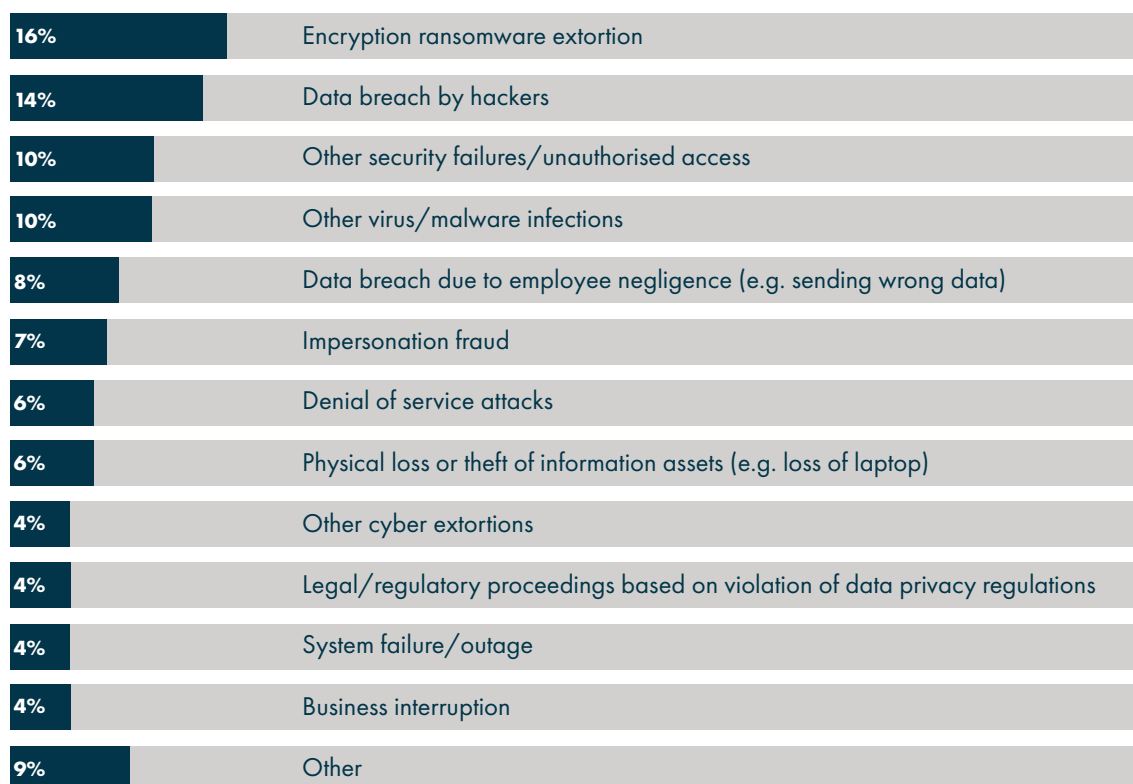 16% Encryption ransomware extortion
14% Data breach by hackers
10% Other security failures/unauthorised access
10% Other virus/malware infections
8% Data breach due to employee negligence (e.g. sending wrong data)
7% Impersonation fraud
6% Denial of service attacks
6% Physical loss or theft of information assets (e.g. loss of laptop)
4% Other cyber extortions
4% Legal/regulatory proceedings based on violation of data privacy regulations
4% System failure/outage
4% Business interruption
9% Other